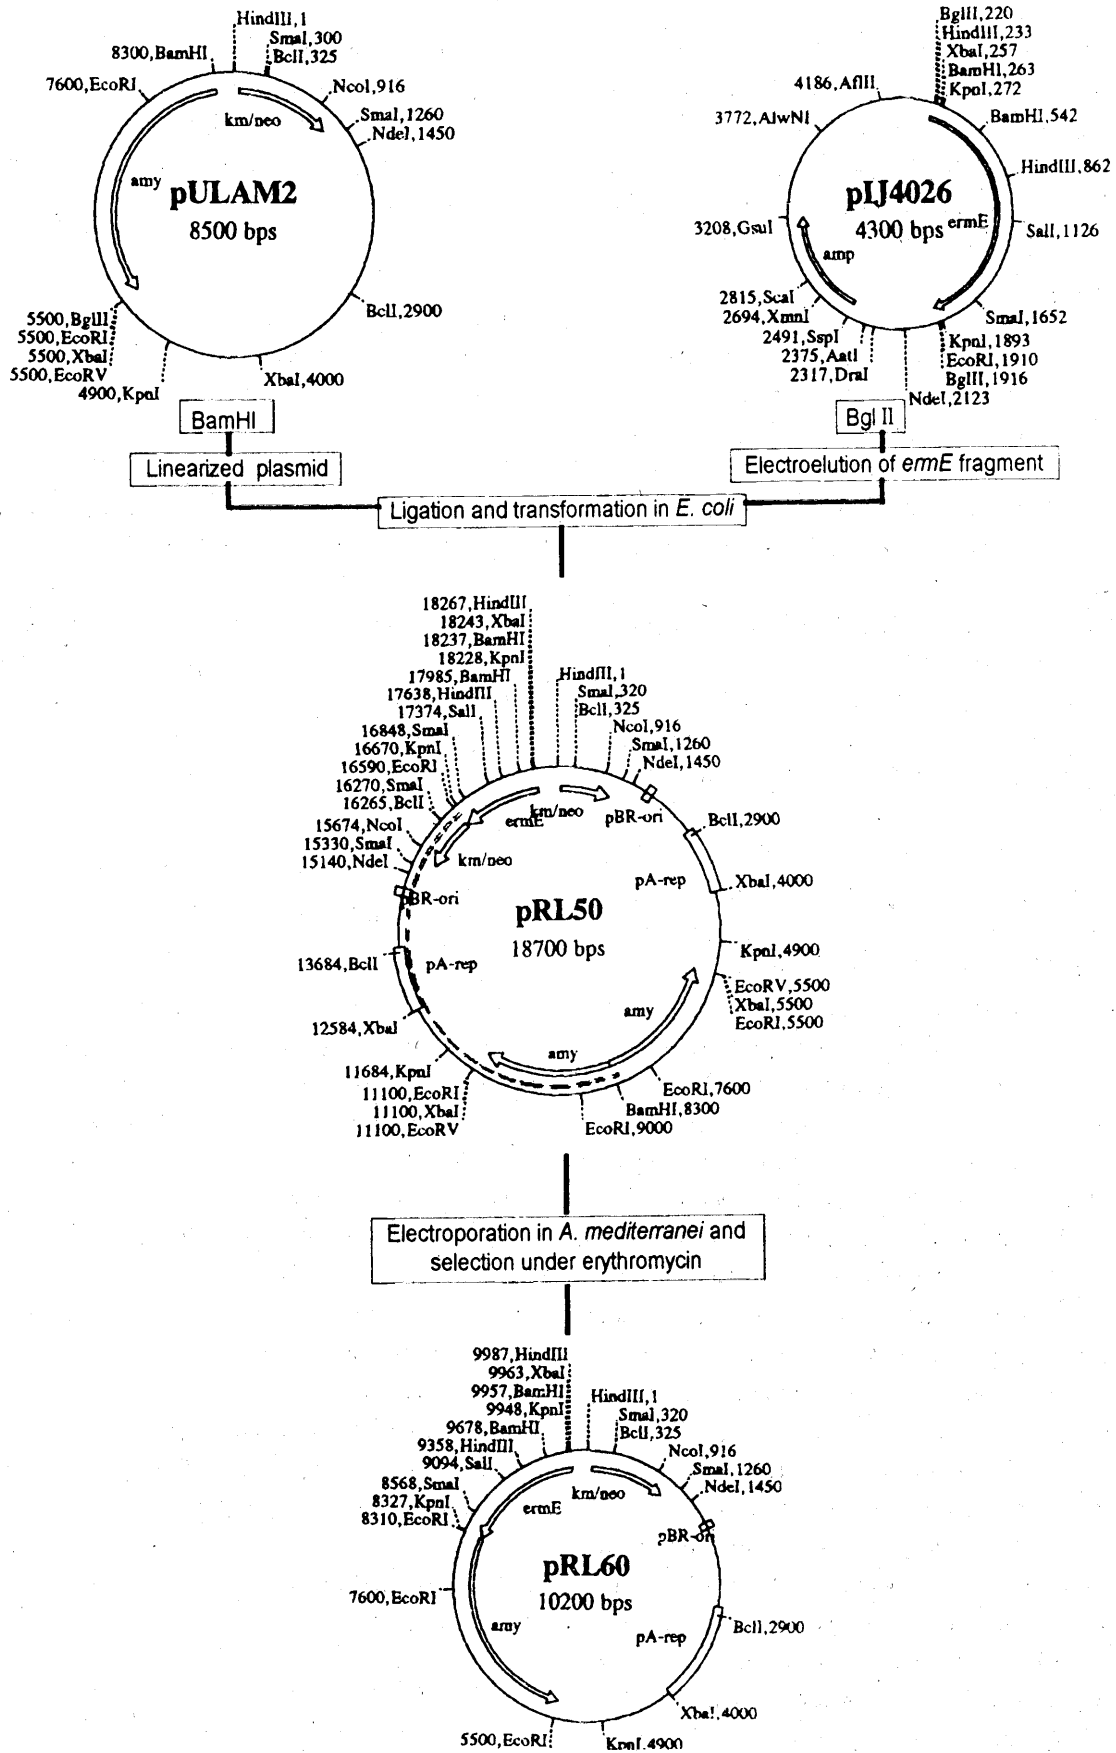 HindIII,1
SmaI,300
BclI,325
8300,BamHI
7600,EcoRI
NcoI,916
SmaI,1260
NdeI,1450
km/neo
amy
pULAM2
8500 bps
BclI,2900
5500,BglII
5500,EcoRI
5500,XbaI
5500,EcoRV
4900,KpnI
XbaI,4000
BglII,220
HindIII,233
XbaI,257
BamHI,263
KpnI,272
4186,AflII
3772,AlwNI
BamHI,542
HindIII,862
pIJ4026
4300 bps
ermE
SalI,1126
3208,GsuI
amp
2815,ScaI
2694,XmnI
2491,SspI
2375,AatI
2317,DraI
SmaI,1652
KpnI,1893
EcoRI,1910
BglII,1916
NdeI,2123
BamHI
Bgl II
Linearized plasmid
Electroelution of ermE fragment
Ligation and transformation in E. coli
18267,HindIII
18243,XbaI
18237,BamHI
18228,KpnI
17985,BamHI
17638,HindIII
17374,SalI
16848,SmaI
16670,KpnI
16590,EcoRI
16270,SmaI
16265,BclI
15674,NcoI
15330,SmaI
15140,NdeI
HindIII,1
SmaI,320
BclI,325
NcoI,916
SmaI,1260
NdeI,1450
km/neo
ermE
pBR-ori
km/neo
BclI,2900
pA-rep
XbaI,4000
pBR-ori
pRL50
18700 bps
KpnI,4900
13684,BclI
pA-rep
EcoRV,5500
XbaI,5500
EcoRI,5500
amy
12584,XbaI
amy
11684,KpnI
11100,EcoRI
11100,XbaI
11100,EcoRV
EcoRI,7600
BamHI,8300
EcoRI,9000
Electroporation in A. mediterranei and
selection under erythromycin
9987,HindIII
9963,XbaI
9957,BamHI
9948,KpnI
9678,BamHI
9358,HindIII
9094,SalI
8568,SmaI
8327,KpnI
8310,EcoRI
HindIII,1
SmaI,320
BclI,325
NcoI,916
SmaI,1260
NdeI,1450
km/neo
ermE
pBR-ori
pRL60
10200 bps
7600,EcoRI
amy
pA-rep
BclI,2900
XbaI,4000
5500,EcoRI
KpnI,4900